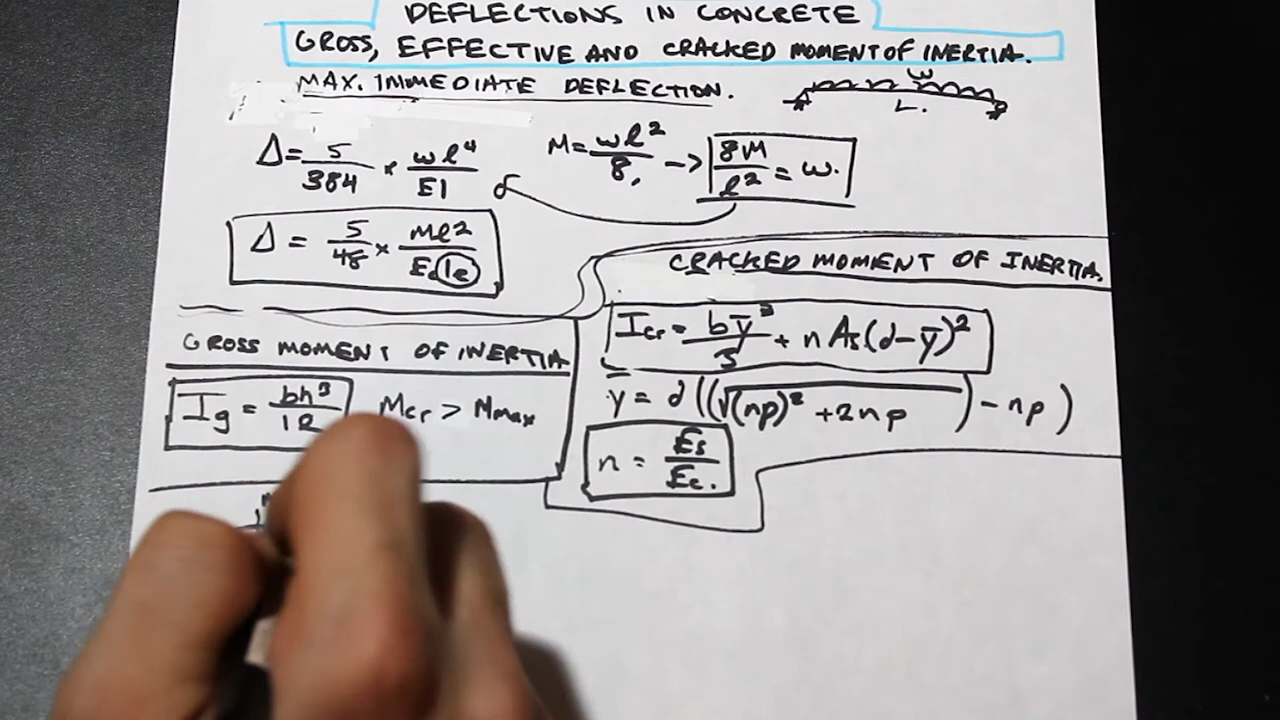 DEFLECTIONS IN CONCRETE
GROSS, EFFECTIVE AND CRACKED MOMENT OF INERTIA.
MAX. IMMEDIATE DEFLECTION.
w
L.
Δ = 5/384 × wl⁴/EI
M = wl²/8. → 8M/l² = w.
Δ = 5/48 × Ml²/EcIe
CRACKED MOMENT OF INERTIA.
Icr = bȳ³/3 + nAs(d-ȳ)²
ȳ = d((√(np)² + 2np) - np)
n = Es/Ec.
GROSS MOMENT OF INERTIA
Ig = bh³/12
Mcr > Mmax